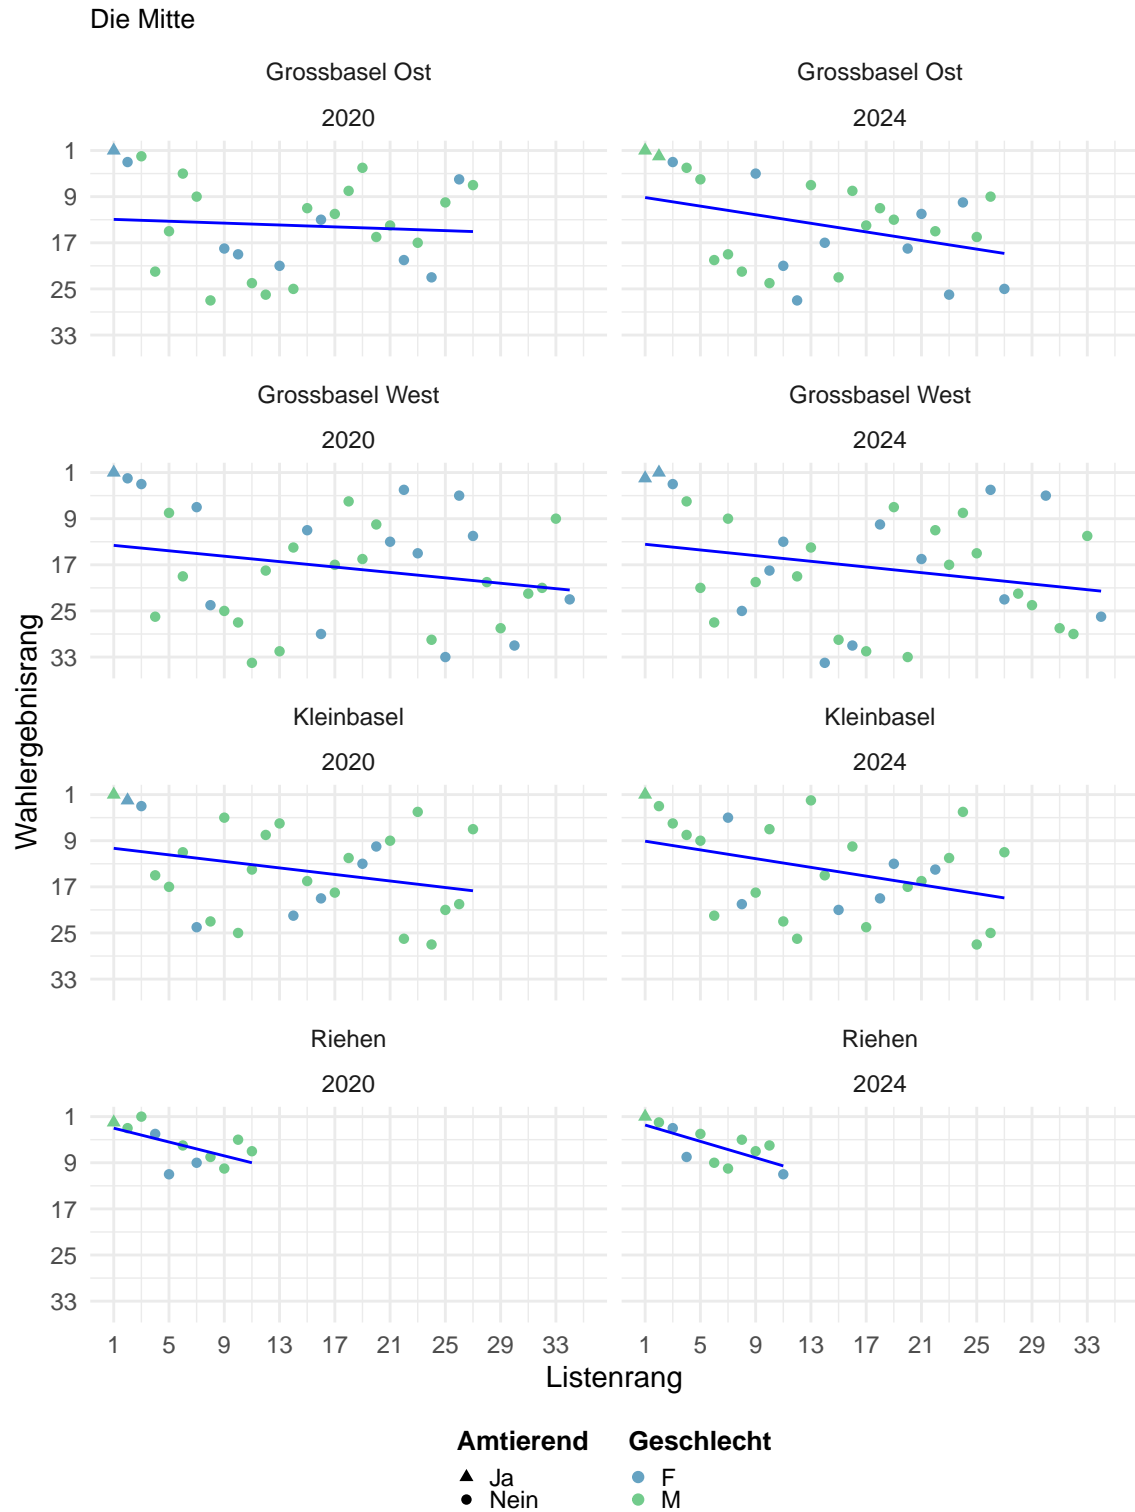 Die Mitte
Grossbasel Ost
2020
Grossbasel Ost
2024
1
9
17
25
33
Grossbasel West
2020
Grossbasel West
2024
1
9
17
25
33
Kleinbasel
2020
Kleinbasel
2024
1
9
17
25
33
Riehen
2020
Riehen
2024
1
9
17
25
33
1 5 9 13 17 21 25 29 33
1 5 9 13 17 21 25 29 33
Wahlergebnisrang
Listenrang
Amtierend
Ja
Nein
Geschlecht
F
M